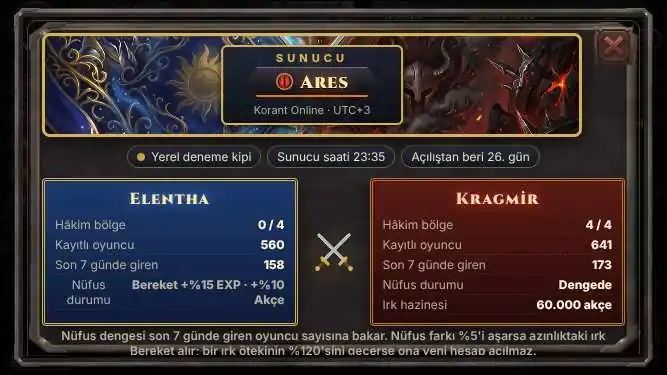 SUNUCU
ARES
Korant Online · UTC+3
Yerel deneme kipi
Sunucu saati 23:35
Açılıştan beri 26. gün
ELENTHA
Hâkim bölge 0 / 4
Kayıtlı oyuncu 560
Son 7 günde giren 158
Nüfus durumu Bereket +%15 EXP · +%10 Akçe
KRAGMİR
Hâkim bölge 4 / 4
Kayıtlı oyuncu 641
Son 7 günde giren 173
Nüfus durumu Dengede
Irk hazinesi 60.000 akçe
Nüfus dengesi son 7 günde giren oyuncu sayısına bakar. Nüfus farkı %5'i aşarsa azınlıktaki ırk
Bereket alır; bir ırk ötekinin %120'sini geçerse ona yeni hesap açılmaz.